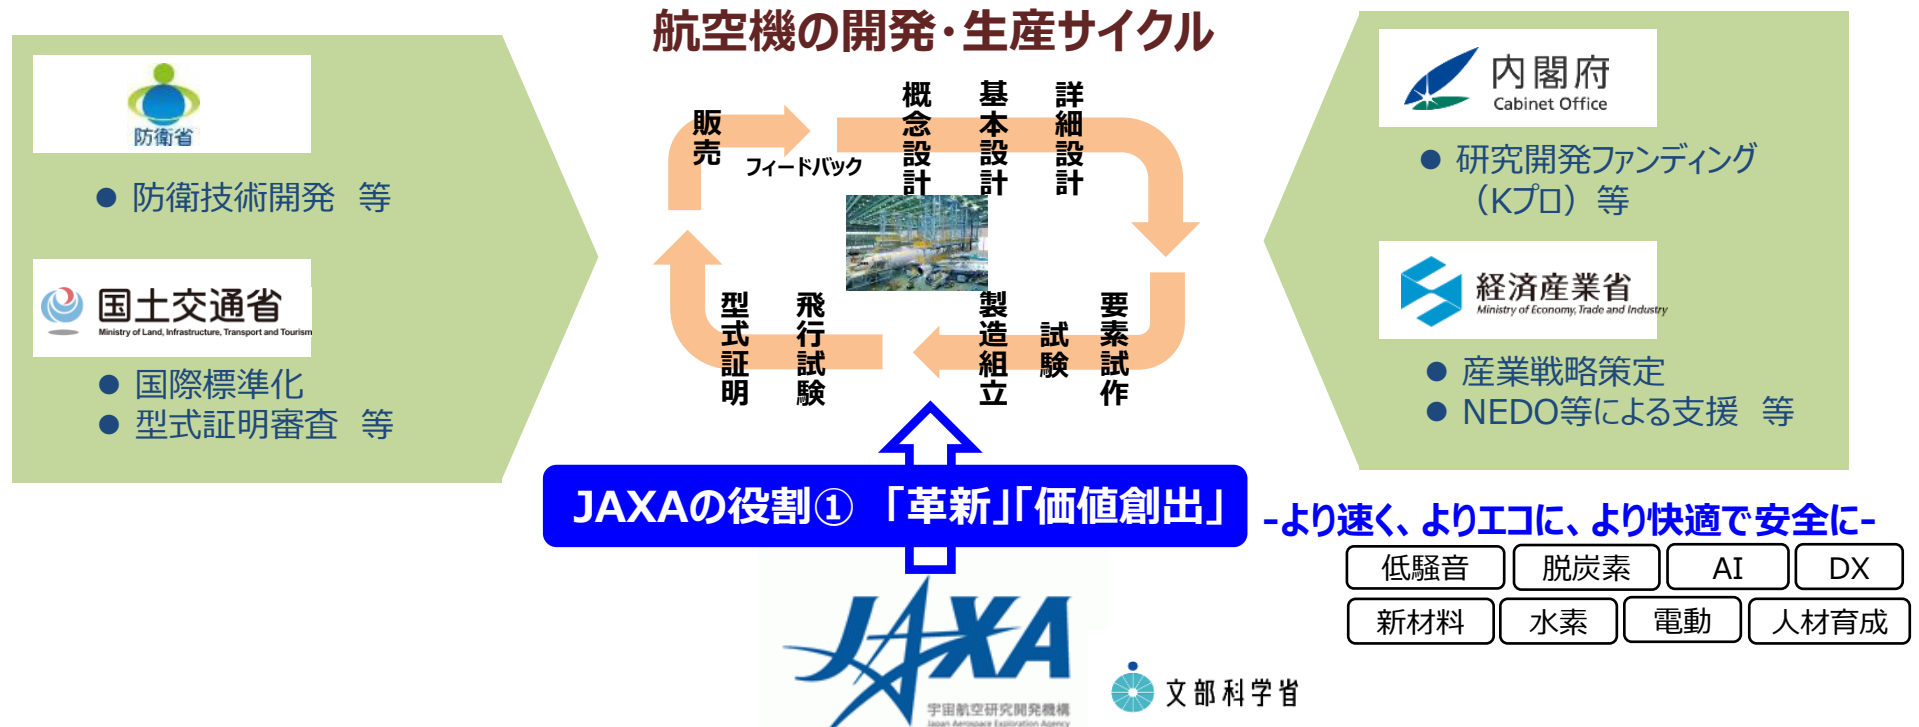 航空機の開発・生産サイクル
防衛省
● 防衛技術開発 等
国土交通省
Ministry of Land, Infrastructure, Transport and Tourism
● 国際標準化
● 型式証明審査 等
販売
フィードバック
概念設計
基本設計
詳細設計
要素試作
試験
製造組立
飛行試験
型式証明
内閣府
Cabinet Office
● 研究開発ファンディング
（Kプロ）等
経済産業省
Ministry of Economy, Trade and Industry
● 産業戦略策定
● NEDO等による支援 等
JAXAの役割① 「革新」「価値創出」
-より速く、よりエコに、より快適で安全に-
低騒音 脱炭素 AI DX
新材料 水素 電動 人材育成
JAXA
宇宙航空研究開発機構
Japan Aerospace Exploration Agency
文部科学省